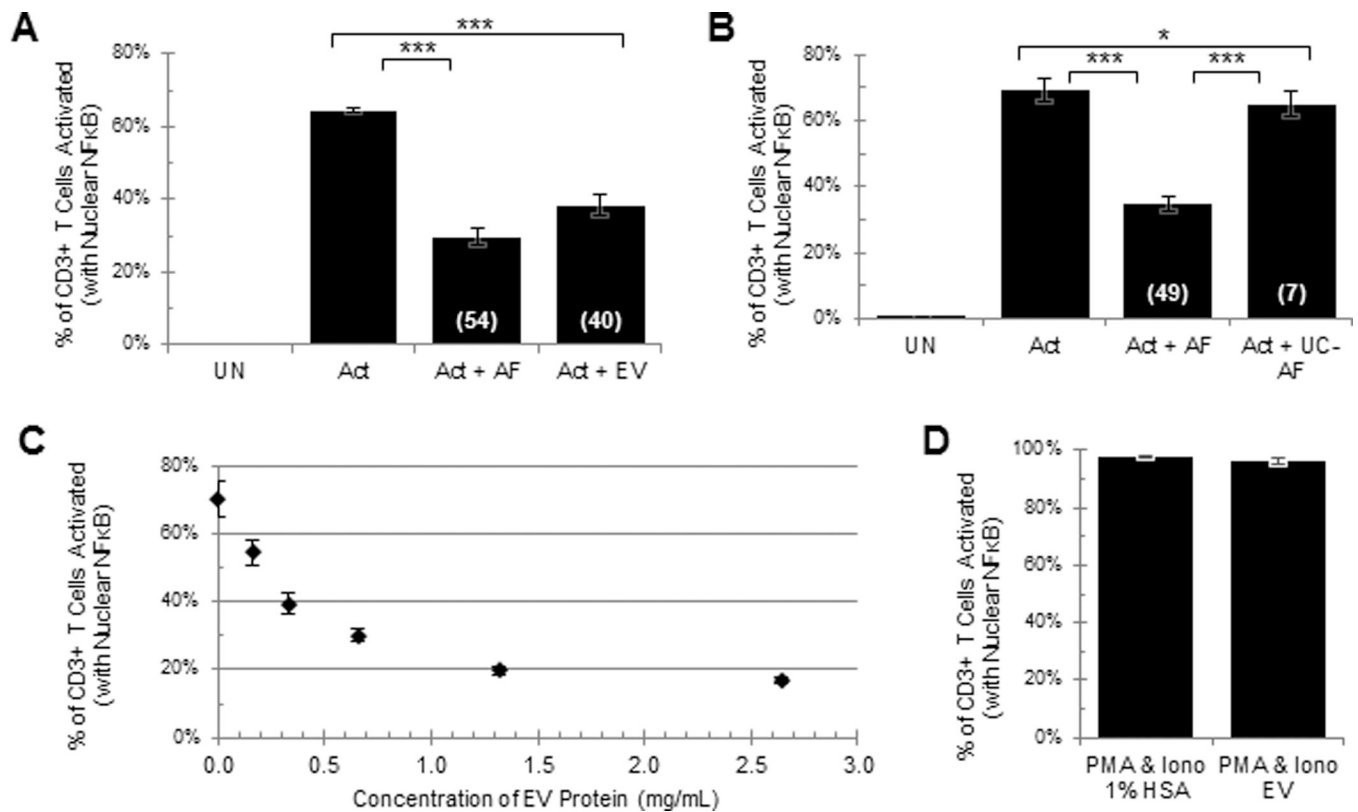 A
% of CD3+ T Cells Activated
(with Nuclear NFκB)
80%
60%
40%
20%
0%
***
***
(54)
(40)
UN
Act
Act + AF
Act + EV
B
% of CD3+ T Cells Activated
(with Nuclear NFκB)
80%
60%
40%
20%
0%
*
***
***
(49)
(7)
UN
Act
Act + AF
Act + UC-
AF
C
% of CD3+ T Cells Activated
(with Nuclear NFκB)
80%
60%
40%
20%
0%
0.0
0.5
1.0
1.5
2.0
2.5
3.0
Concentration of EV Protein (mg/mL)
D
% of CD3+ T Cells Activated
(with Nuclear NFκB)
100%
80%
60%
40%
20%
0%
PMA & Iono
1% HSA
PMA & Iono
EV